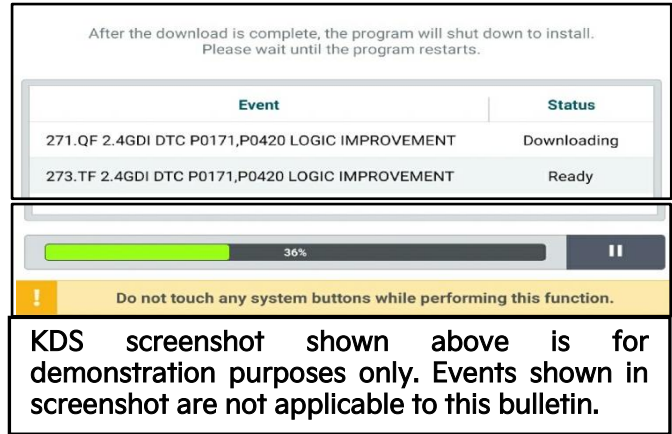 After the download is complete, the program will shut down to install.
Please wait until the program restarts.
Event Status
271.QF 2.4GDI DTC P0171,P0420 LOGIC IMPROVEMENT Downloading
273.TF 2.4GDI DTC P0171,P0420 LOGIC IMPROVEMENT Ready
36%
! Do not touch any system buttons while performing this function.
KDS screenshot shown above is for
demonstration purposes only. Events shown in
screenshot are not applicable to this bulletin.